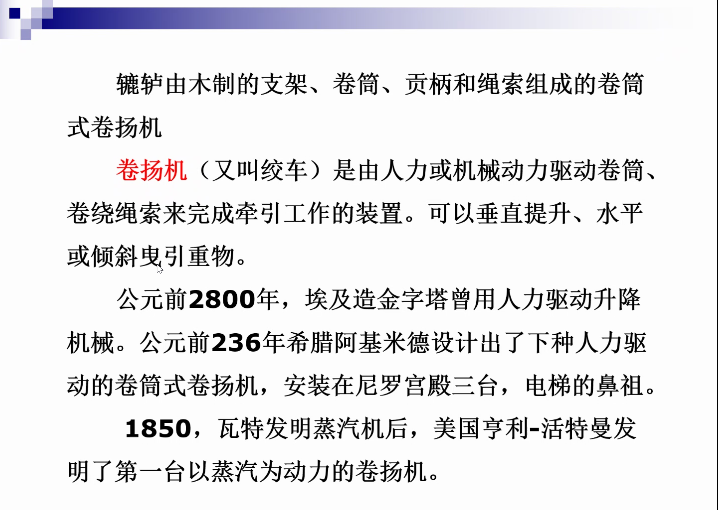 辘轳由木制的支架、卷筒、贡柄和绳索组成的卷筒
式卷扬机
卷扬机（又叫绞车）是由人力或机械动力驱动卷筒、
卷绕绳索来完成牵引工作的装置。可以垂直提升、水平
或倾斜曳引重物。
公元前2800年，埃及造金字塔曾用人力驱动升降
机械。公元前236年希腊阿基米德设计出了下种人力驱
动的卷筒式卷扬机，安装在尼罗宫殿三台，电梯的鼻祖。
1850，瓦特发明蒸汽机后，美国亨利-活特曼发
明了第一台以蒸汽为动力的卷扬机。